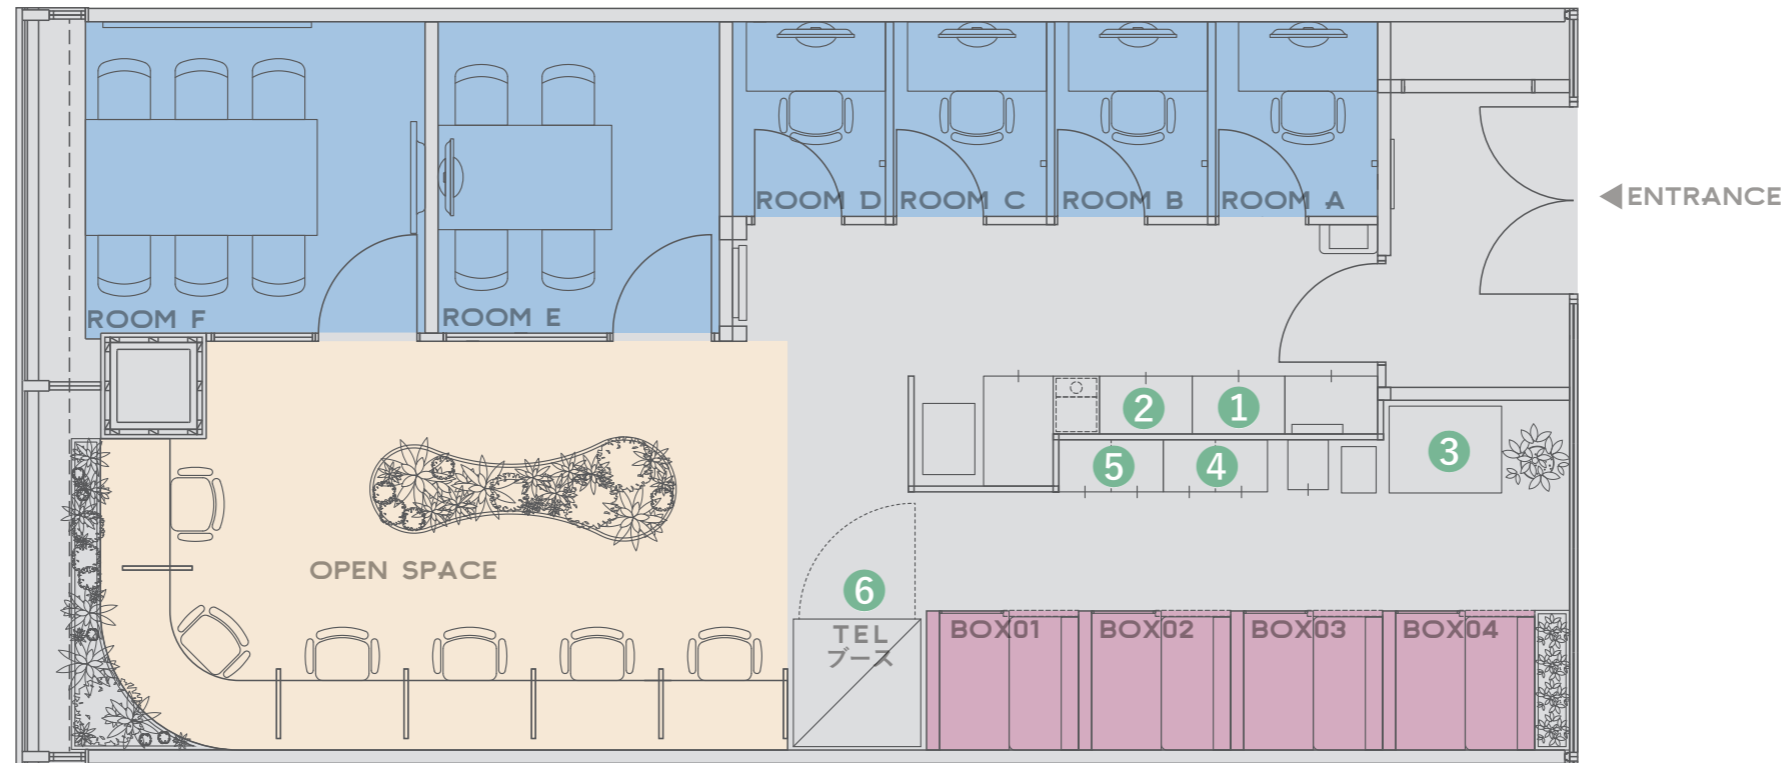 ROOM D
ROOM C
ROOM B
ROOM A
ENTRANCE
ROOM F
ROOM E
2
1
5
4
3
OPEN SPACE
6
TEL
ブース
BOX01
BOX02
BOX03
BOX04